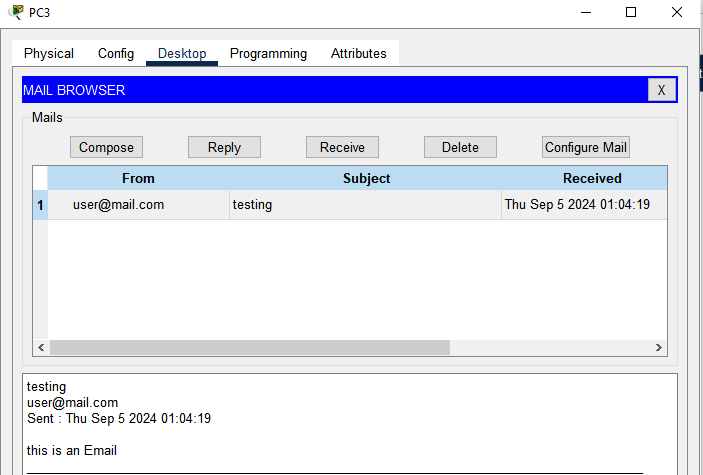 PC3
Physical Config Desktop Programming Attributes
MAIL BROWSER X
Mails
Compose Reply Receive Delete Configure Mail
From Subject Received
1 user@mail.com testing Thu Sep 5 2024 01:04:19
testing
user@mail.com
Sent : Thu Sep 5 2024 01:04:19
this is an Email